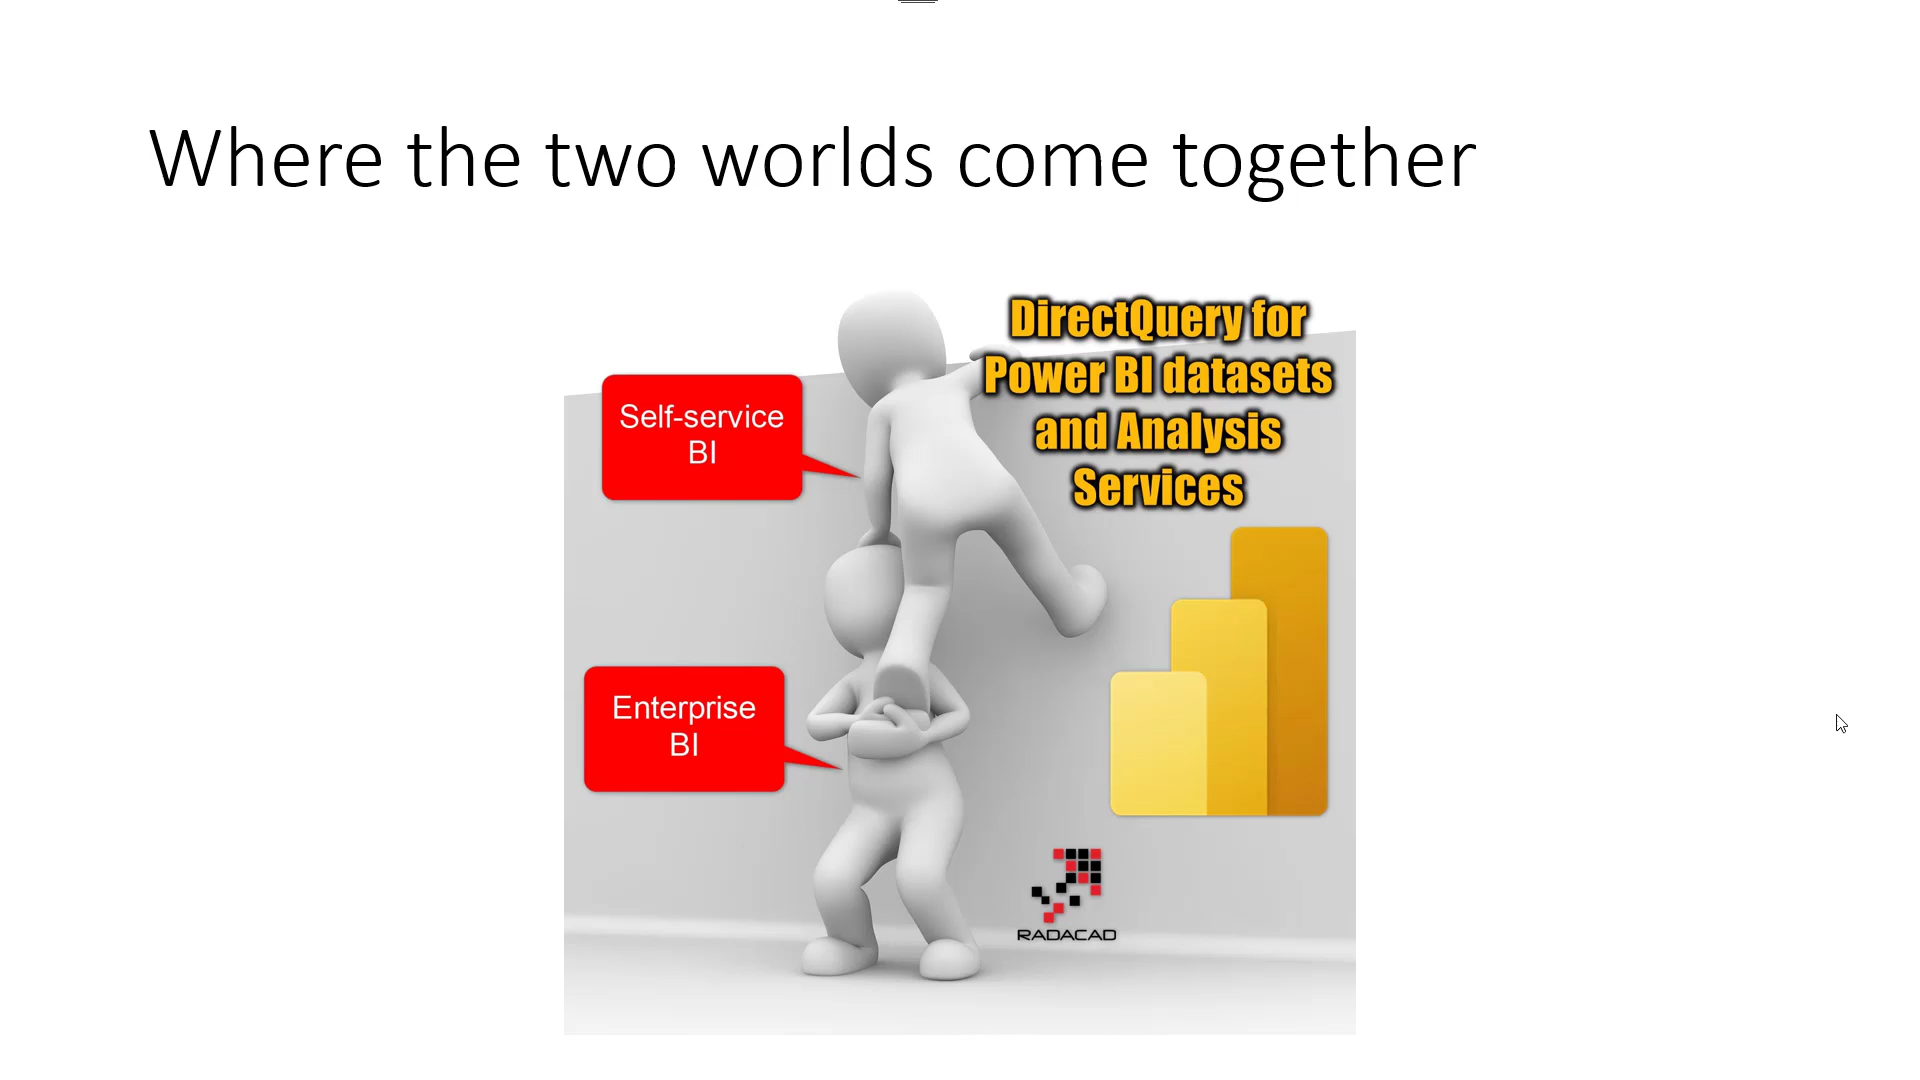 Where the two worlds come together
DirectQuery for
Power BI datasets
and Analysis
Services
Self-service
BI
Enterprise
BI
RADACAD